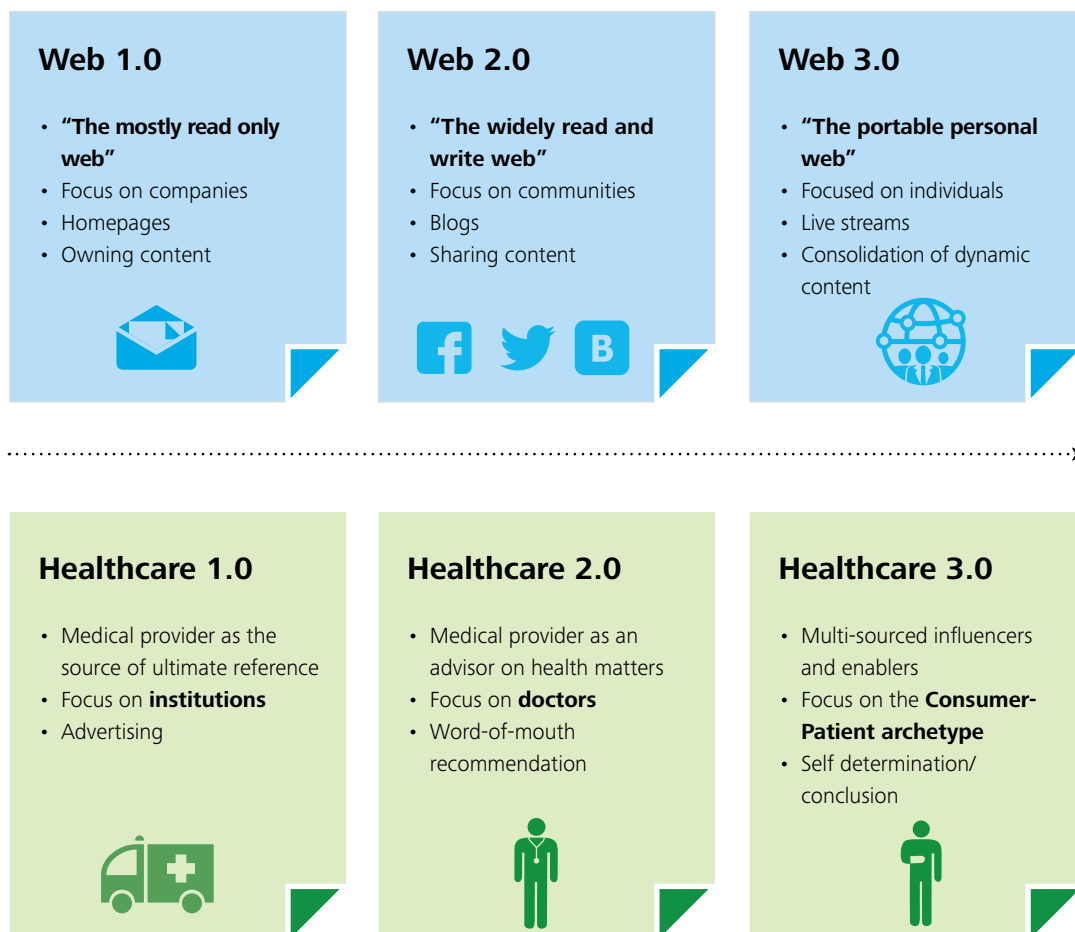 Web 1.0
• “The mostly read only
web”
• Focus on companies
• Homepages
• Owning content
Web 2.0
• “The widely read and
write web”
• Focus on communities
• Blogs
• Sharing content
f
B
Web 3.0
• “The portable personal
web”
• Focused on individuals
• Live streams
• Consolidation of dynamic
content
Healthcare 1.0
• Medical provider as the
source of ultimate reference
• Focus on institutions
• Advertising
Healthcare 2.0
• Medical provider as an
advisor on health matters
• Focus on doctors
• Word-of-mouth
recommendation
Healthcare 3.0
• Multi-sourced influencers
and enablers
• Focus on the Consumer-
Patient archetype
• Self determination/
conclusion